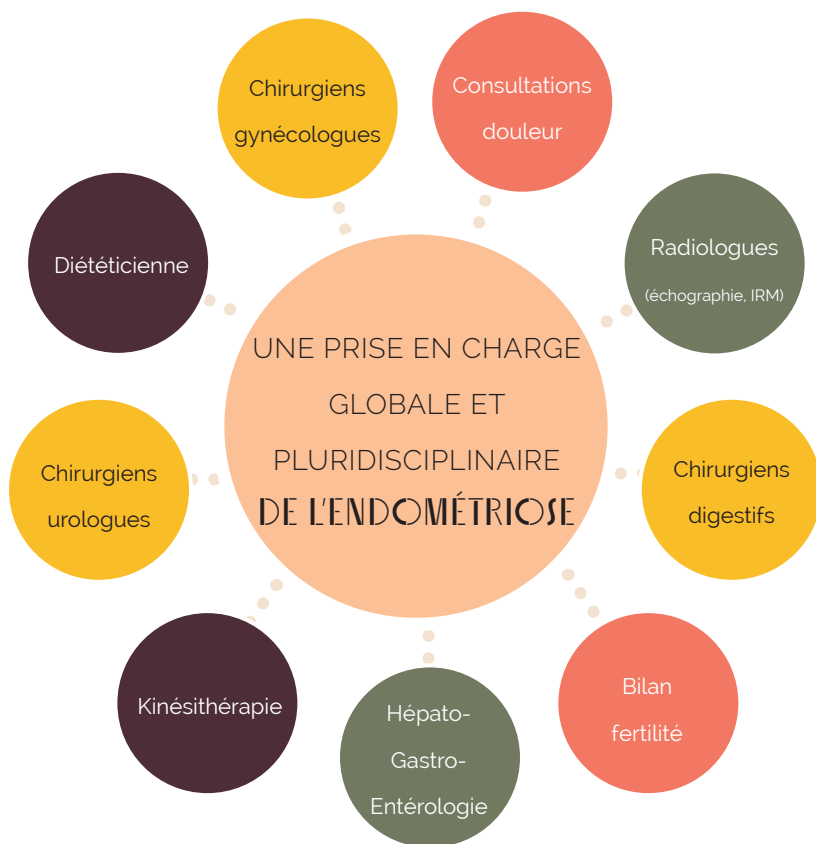 Chirurgiens
gynécologues
Consultations
douleur
Diététicienne
Radiologues
(échographie, IRM)
UNE PRISE EN CHARGE
GLOBALE ET
PLURIDISCIPLINAIRE
DE L'ENDOMÉTRIOSE
Chirurgiens
urologues
Chirurgiens
digestifs
Kinésithérapie
Hépato-
Gastro-
Entérologie
Bilan
fertilité